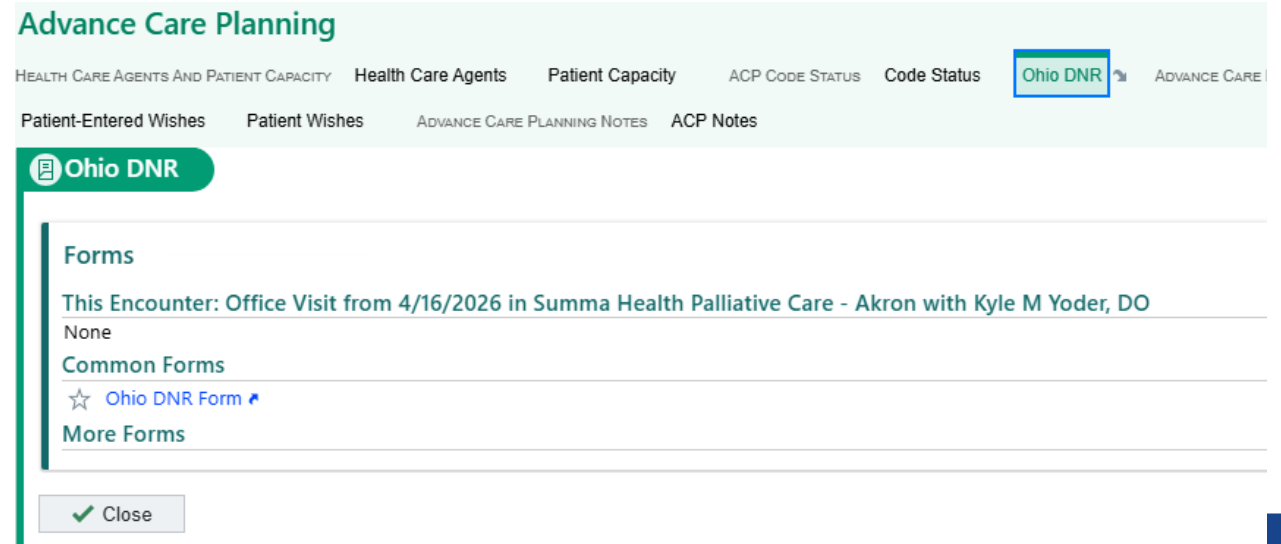 Advance Care Planning
HEALTH CARE AGENTS AND PATIENT CAPACITY Health Care Agents Patient Capacity ACP CODE STATUS Code Status Ohio DNR ADVANCE CARE
Patient-Entered Wishes Patient Wishes ADVANCE CARE PLANNING NOTES ACP Notes
Ohio DNR
Forms
This Encounter: Office Visit from 4/16/2026 in Summa Health Palliative Care - Akron with Kyle M Yoder, DO
None
Common Forms
Ohio DNR Form
More Forms
Close